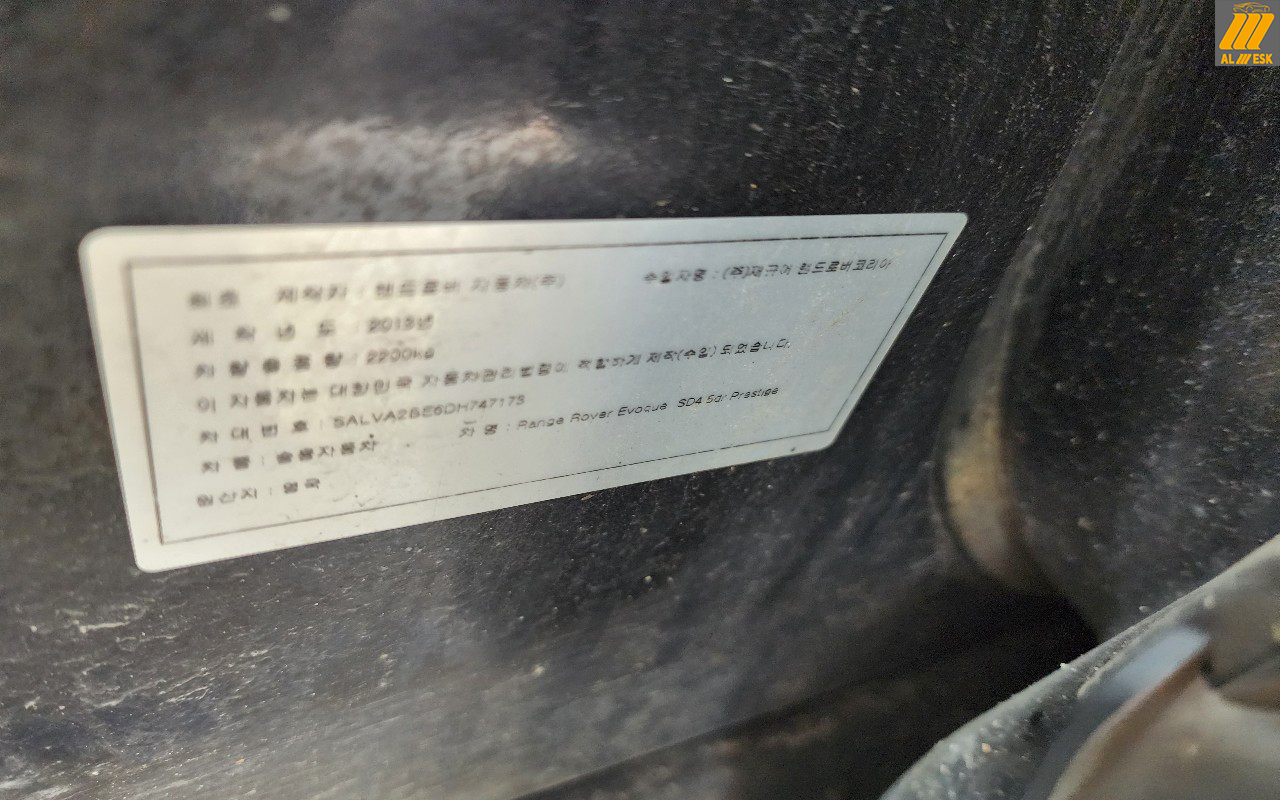 제작자 : 랜드로버 자동차(주) 수입자명 : (주)재규어 랜드로버코리아
제 작 년 도 : 2013년
차 량 총 중 량 : 2200kg
이 자동차는 대한민국 자동차관리법령에 적합하게 제작(수입) 되었습니다.
차 대 번 호 : SALVA2BE6DH747173
차 종 : 승용자동차 차 명 : Range Rover Evoque SD4 5dr Prestige
원산지 : 영국
AL ESK